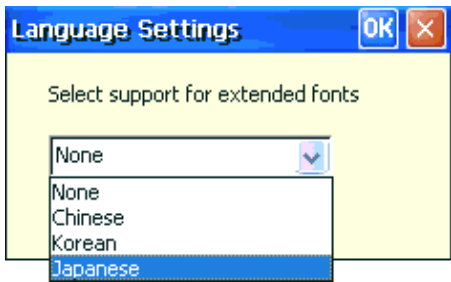 Language Settings OK
Select support for extended fonts
None
None
Chinese
Korean
Japanese